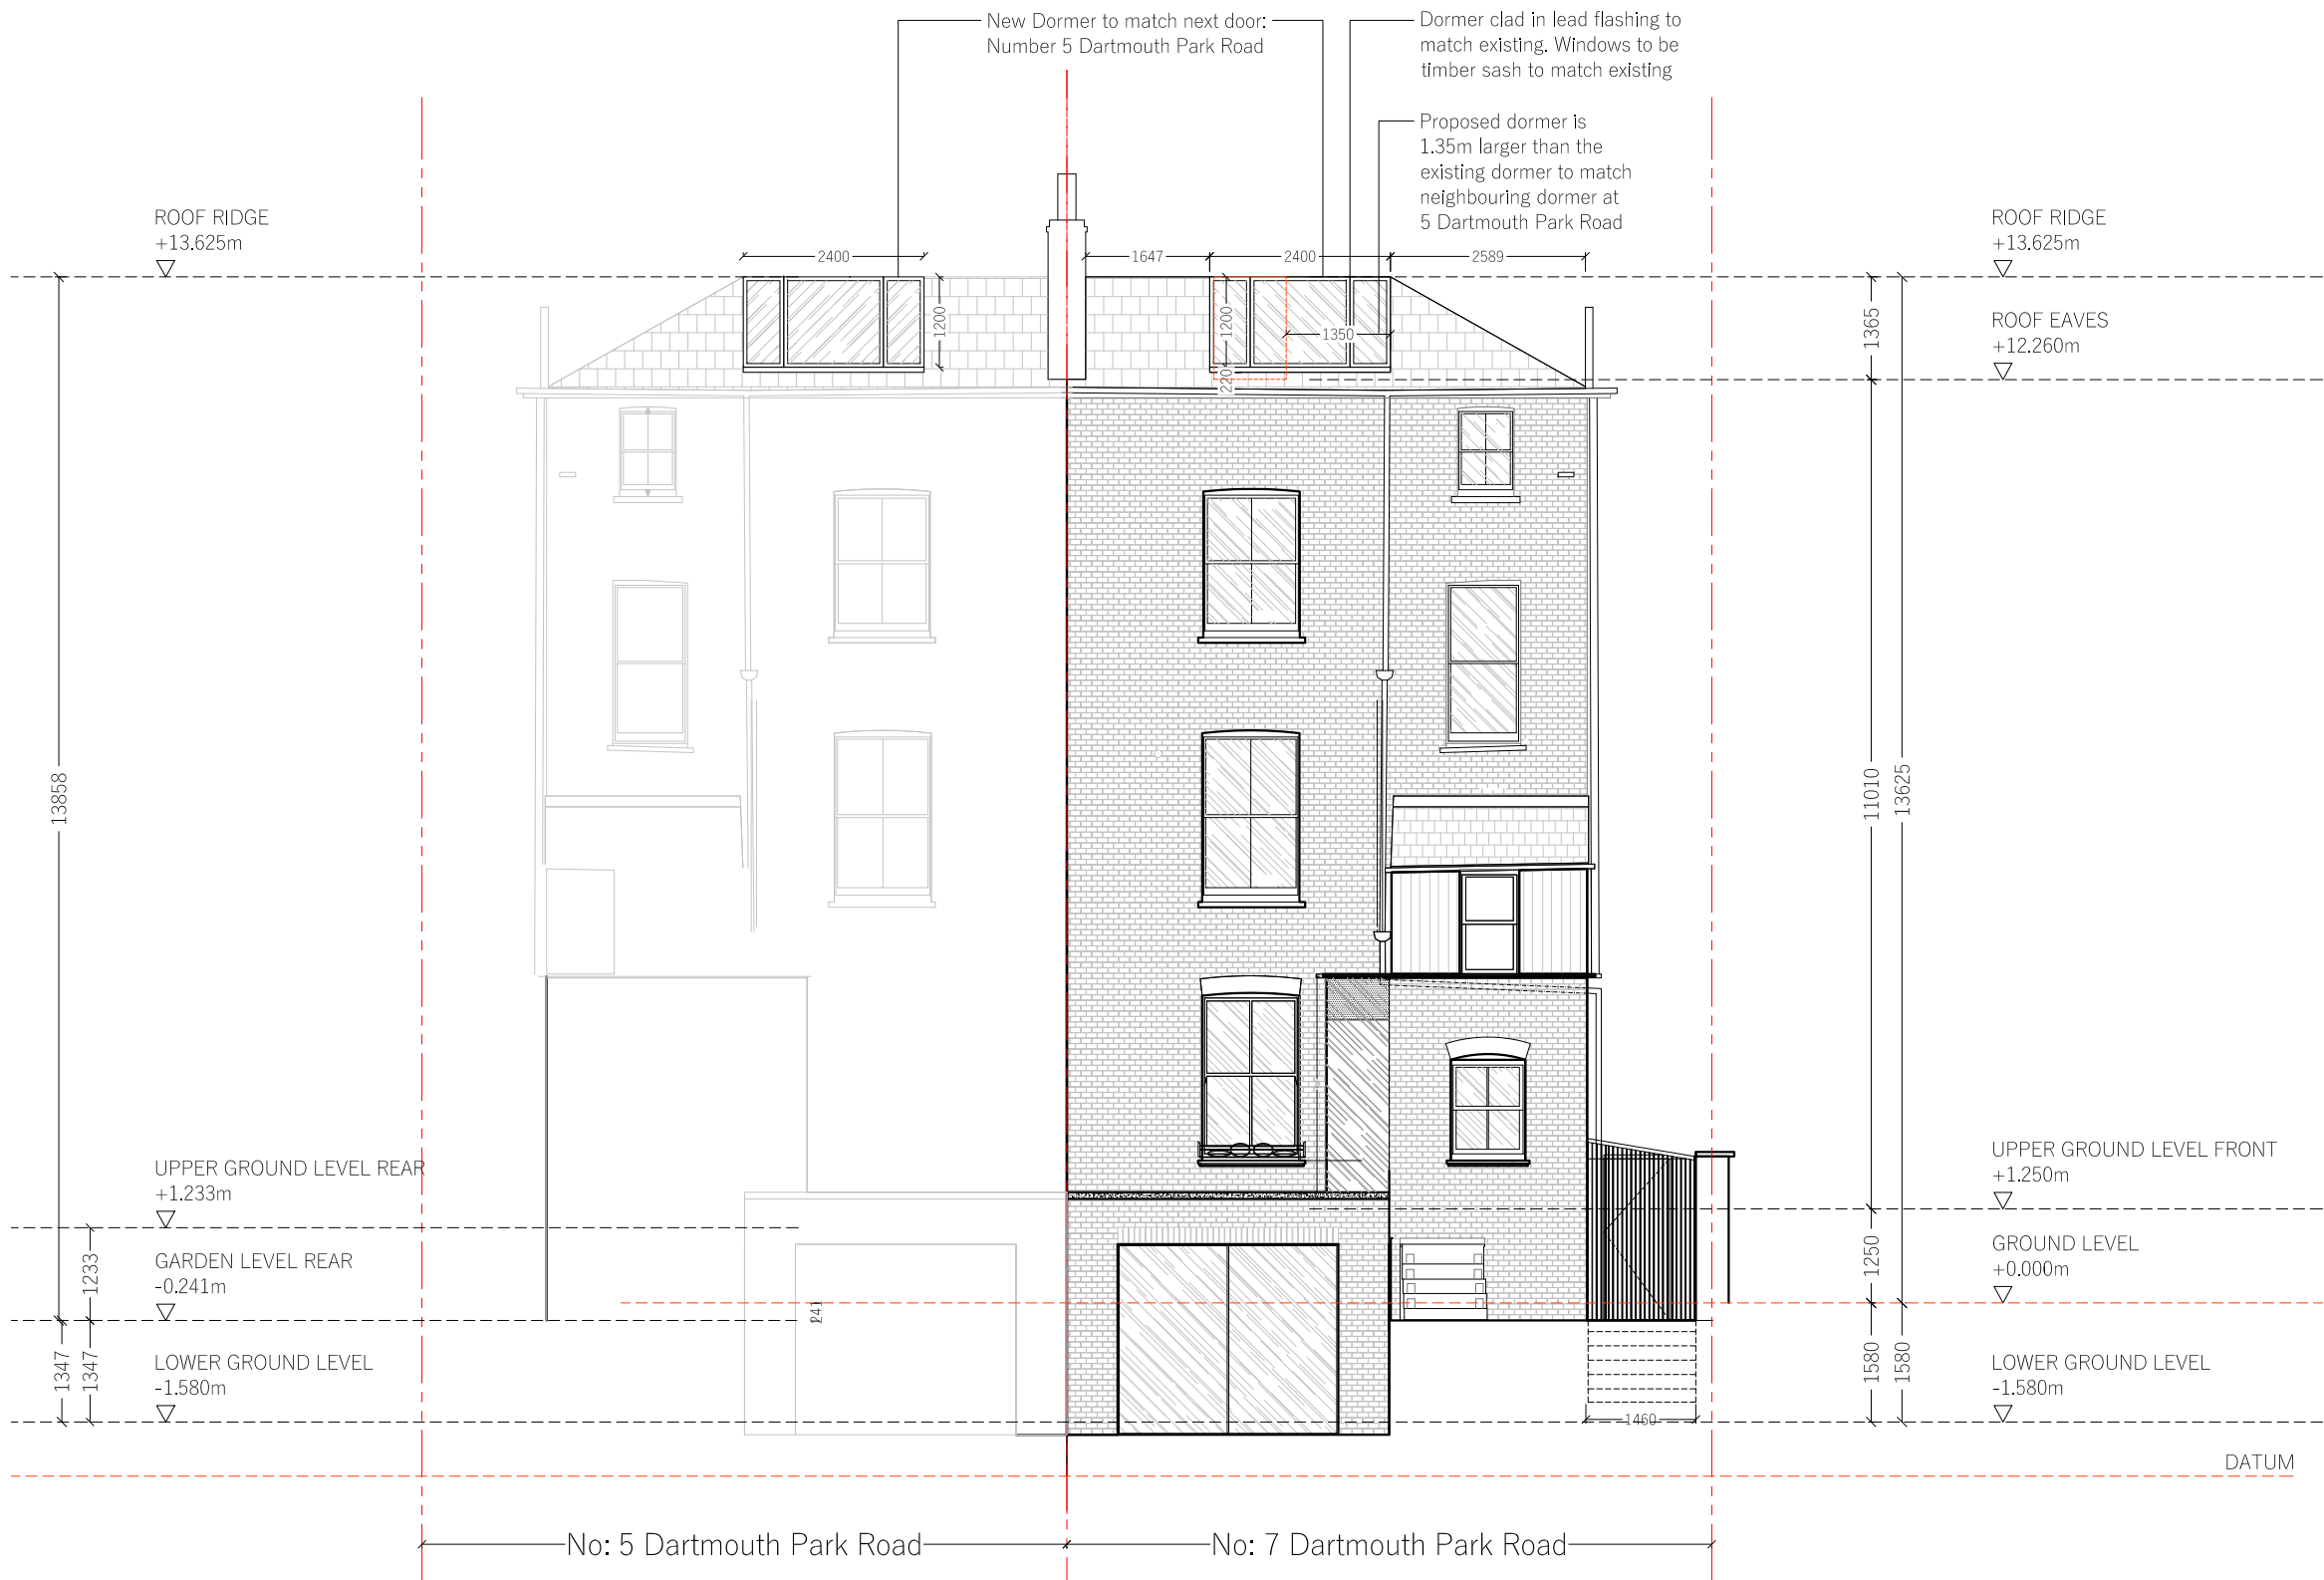 New Dormer to match next door:
Number 5 Dartmouth Park Road
Dormer clad in lead flashing to
match existing. Windows to be
timber sash to match existing
Proposed dormer is
1.35m larger than the
existing dormer to match
neighbouring dormer at
5 Dartmouth Park Road
ROOF RIDGE
+13.625m
ROOF RIDGE
+13.625m
2400
1647
2400
2589
1200
1200
1350
220
1365
ROOF EAVES
+12.260m
13858
11010
13625
UPPER GROUND LEVEL REAR
+1.233m
UPPER GROUND LEVEL FRONT
+1.250m
1233
GARDEN LEVEL REAR
-0.241m
241
1250
GROUND LEVEL
+0.000m
1347
1347
LOWER GROUND LEVEL
-1.580m
1580
1580
LOWER GROUND LEVEL
-1.580m
1460
DATUM
No: 5 Dartmouth Park Road
No: 7 Dartmouth Park Road